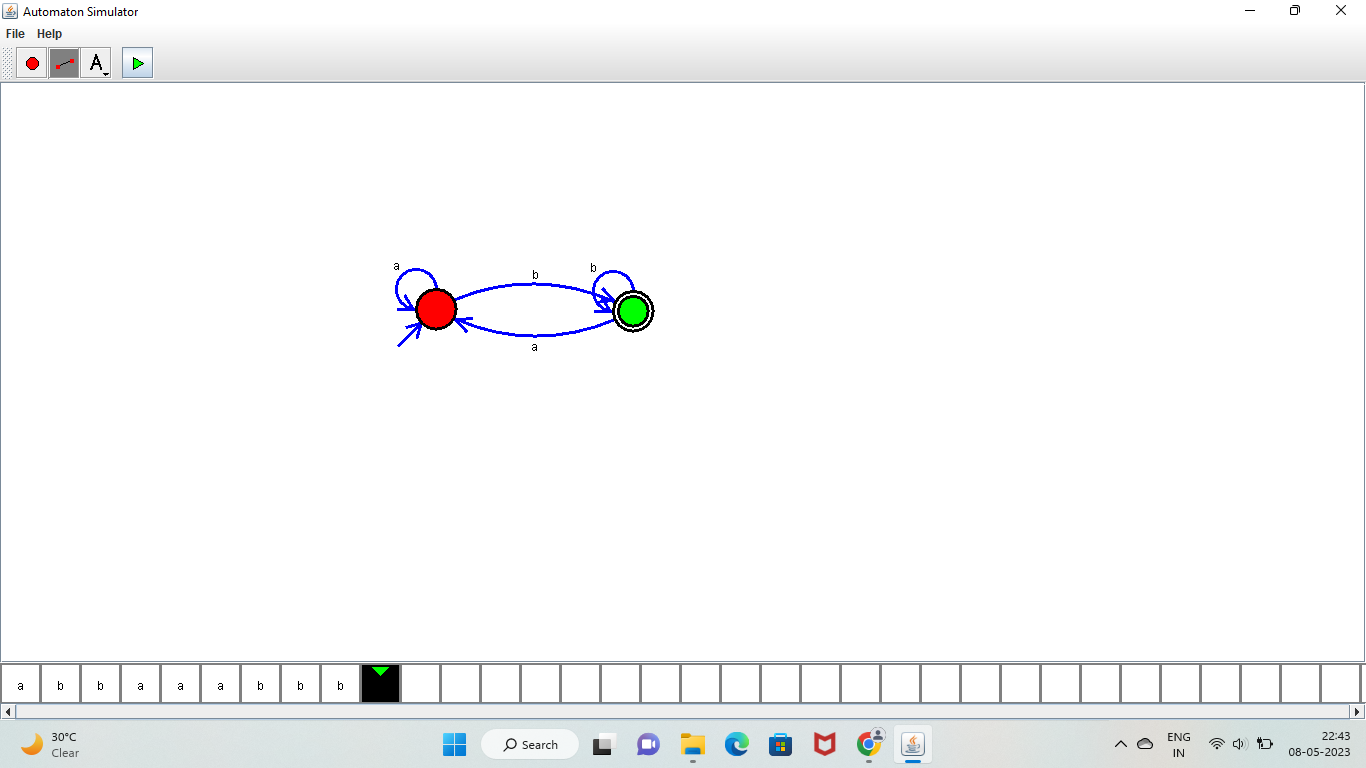 Automaton Simulator
File Help
A
a
b
b
a
a b b a a a b b b
30°C
Clear
Search
ENG
IN
22:43
08-05-2023